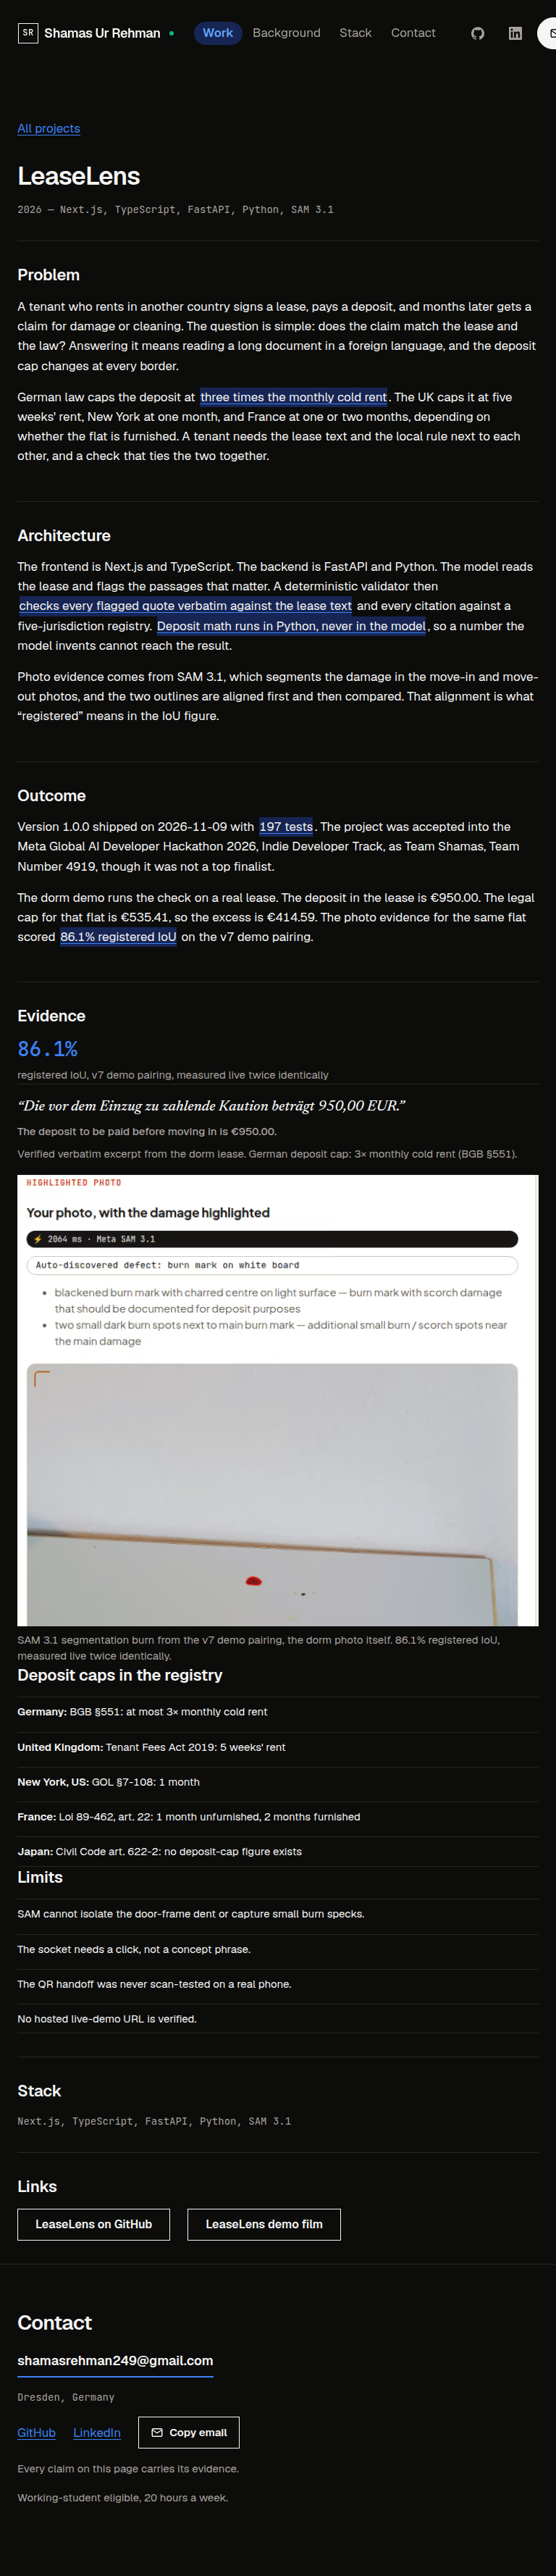 SR Shamas Ur Rehman Work Background Stack Contact
All projects
LeaseLens
2026 — Next.js, TypeScript, FastAPI, Python, SAM 3.1
Problem
A tenant who rents in another country signs a lease, pays a deposit, and months later gets a
claim for damage or cleaning. The question is simple: does the claim match the lease and
the law? Answering it means reading a long document in a foreign language, and the deposit
cap changes at every border.
German law caps the deposit at three times the monthly cold rent. The UK caps it at five
weeks' rent, New York at one month, and France at one or two months, depending on
whether the flat is furnished. A tenant needs the lease text and the local rule next to each
other, and a check that ties the two together.
Architecture
The frontend is Next.js and TypeScript. The backend is FastAPI and Python. The model reads
the lease and flags the passages that matter. A deterministic validator then
checks every flagged quote verbatim against the lease text and every citation against a
five-jurisdiction registry. Deposit math runs in Python, never in the model, so a number the
model invents cannot reach the result.
Photo evidence comes from SAM 3.1, which segments the damage in the move-in and move-
out photos, and the two outlines are aligned first and then compared. That alignment is what
“registered” means in the IoU figure.
Outcome
Version 1.0.0 shipped on 2026-11-09 with 197 tests. The project was accepted into the
Meta Global AI Developer Hackathon 2026, Indie Developer Track, as Team Shamas, Team
Number 4919, though it was not a top finalist.
The dorm demo runs the check on a real lease. The deposit in the lease is €950.00. The legal
cap for that flat is €535.41, so the excess is €414.59. The photo evidence for the same flat
scored 86.1% registered IoU on the v7 demo pairing.
Evidence
86.1%
registered IoU, v7 demo pairing, measured live twice identically
“Die vor dem Einzug zu zahlende Kaution beträgt 950,00 EUR.”
The deposit to be paid before moving in is €950.00.
Verified verbatim excerpt from the dorm lease. German deposit cap: 3× monthly cold rent (BGB §551).
HIGHLIGHTED PHOTO
Your photo, with the damage highlighted
⚡ 2064 ms · Meta SAM 3.1
Auto-discovered defect: burn mark on white board
• blackened burn mark with charred centre on light surface — burn mark with scorch damage
that should be documented for deposit purposes
• two small dark burn spots next to main burn mark — additional small burn / scorch spots near
the main damage
SAM 3.1 segmentation burn from the v7 demo pairing, the dorm photo itself. 86.1% registered IoU,
measured live twice identically.
Deposit caps in the registry
Germany: BGB §551: at most 3× monthly cold rent
United Kingdom: Tenant Fees Act 2019: 5 weeks' rent
New York, US: GOL §7-108: 1 month
France: Loi 89-462, art. 22: 1 month unfurnished, 2 months furnished
Japan: Civil Code art. 622-2: no deposit-cap figure exists
Limits
SAM cannot isolate the door-frame dent or capture small burn specks.
The socket needs a click, not a concept phrase.
The QR handoff was never scan-tested on a real phone.
No hosted live-demo URL is verified.
Stack
Next.js, TypeScript, FastAPI, Python, SAM 3.1
Links
LeaseLens on GitHub LeaseLens demo film
Contact
shamasrehman249@gmail.com
Dresden, Germany
GitHub LinkedIn Copy email
Every claim on this page carries its evidence.
Working-student eligible, 20 hours a week.